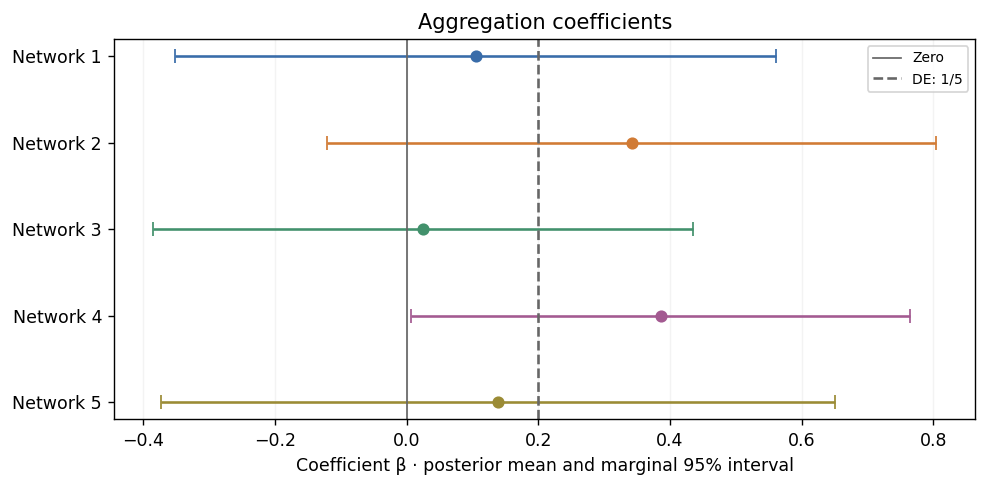 Aggregation coefficients
Zero
DE: 1/5
Network 1
Network 2
Network 3
Network 4
Network 5
−0.4 −0.2 0.0 0.2 0.4 0.6 0.8
Coefficient β · posterior mean and marginal 95% interval